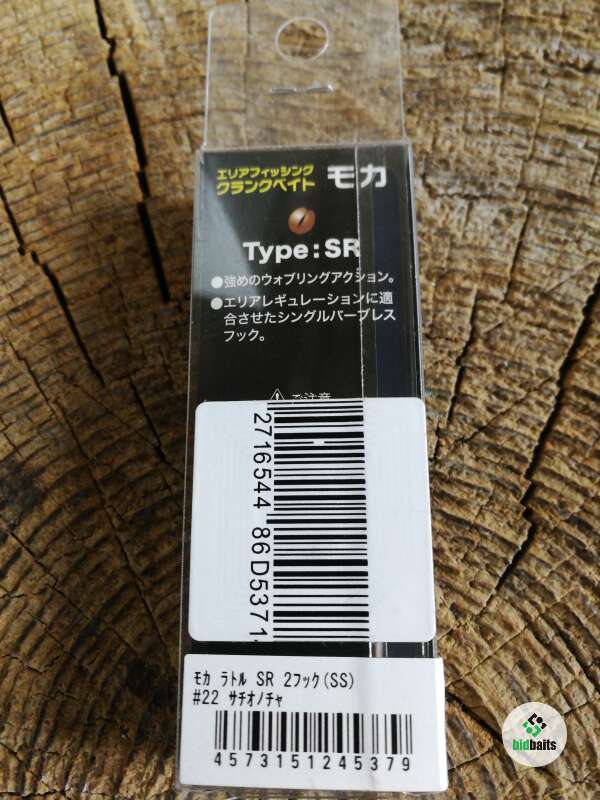 エリアフィッシング
クランクベイト モカ
Type:SR
●強めのウォブリングアクション。
●エリアレギュレーションに適
合させたシングルバーブレス
フック。
ご注意
2716544 86D5371
モカ ラトル SR 2フック(SS)
#22 サチオノチャ
4573151245379
bidbaits